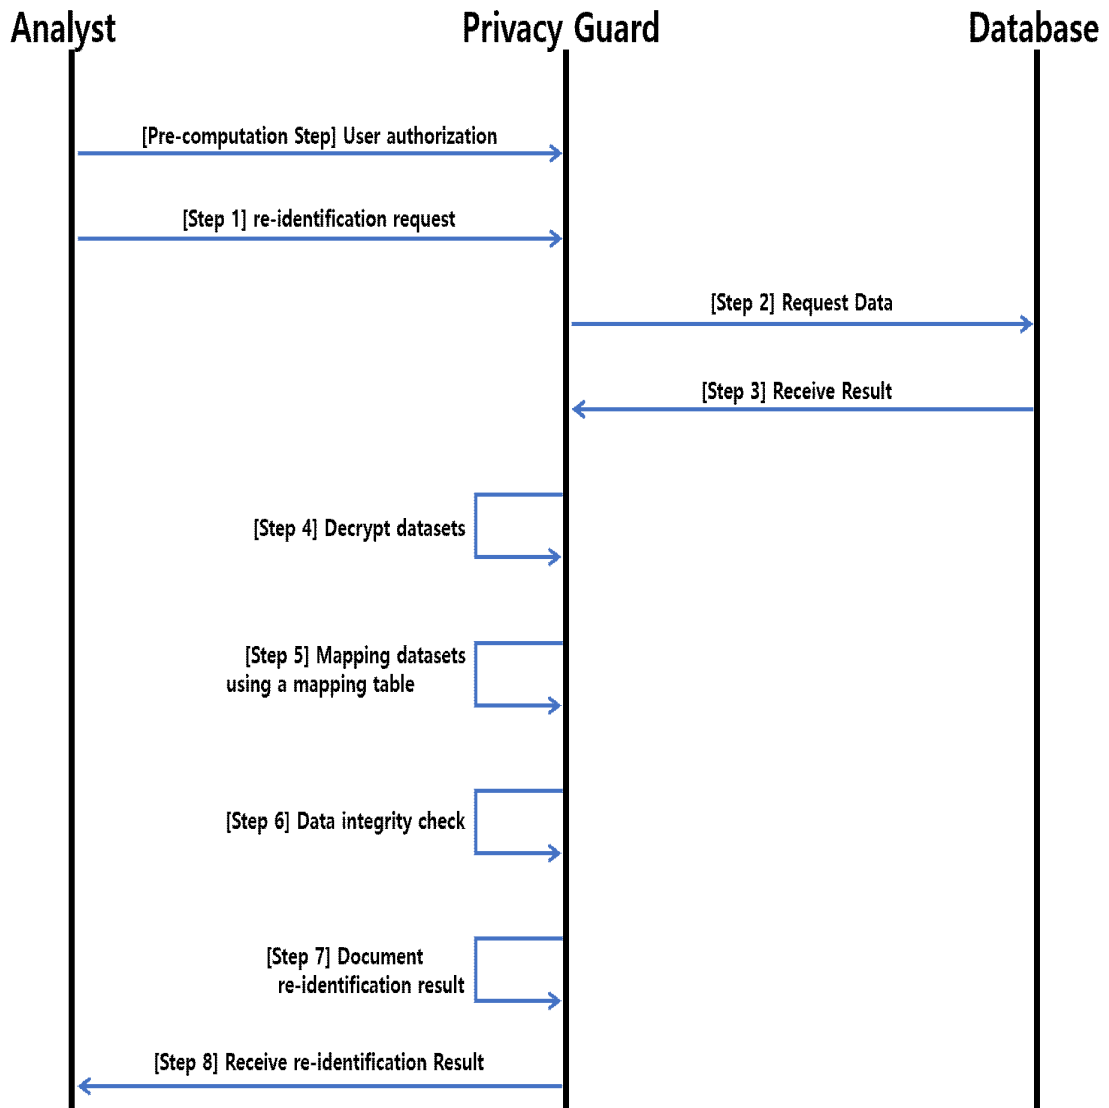 Analyst
Privacy Guard
Database
[Pre-computation Step] User authorization
[Step 1] re-identification request
[Step 2] Request Data
[Step 3] Receive Result
[Step 4] Decrypt datasets
[Step 5] Mapping datasets
using a mapping table
[Step 6] Data integrity check
[Step 7] Document
re-identification result
[Step 8] Receive re-identification Result